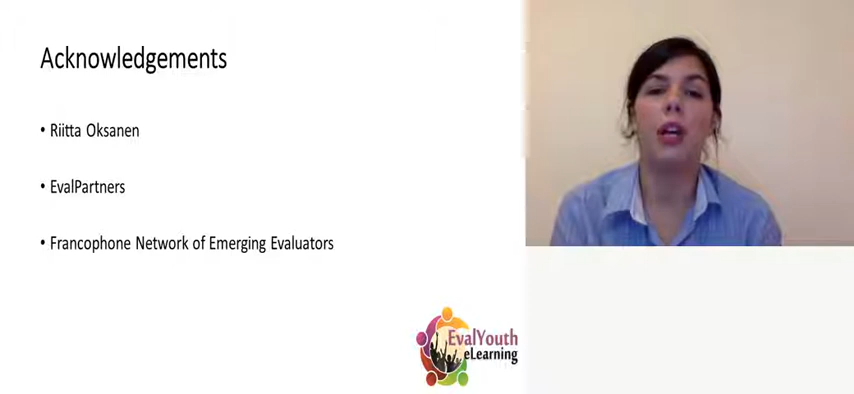 Acknowledgements
• Riitta Oksanen
• EvalPartners
• Francophone Network of Emerging Evaluators
EvalYouth
eLearning